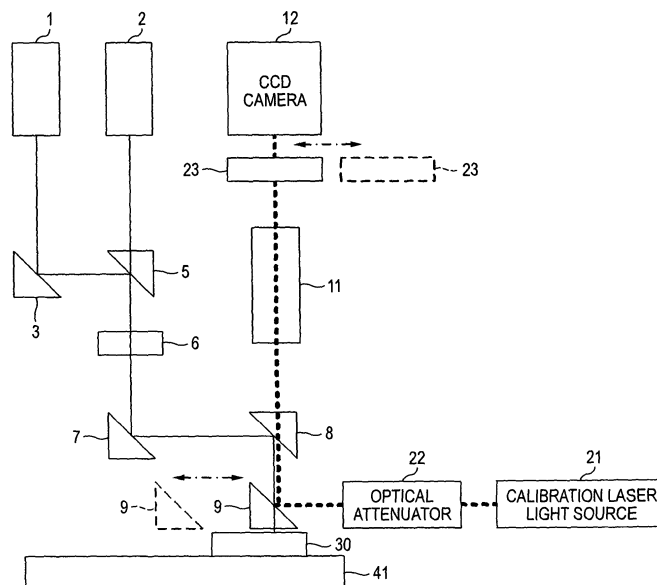 1
2
12
CCD
CAMERA
23
23
5
3
11
6
7
8
9
9
22
21
OPTICAL
ATTENUATOR
CALIBRATION LASER
LIGHT SOURCE
30
41